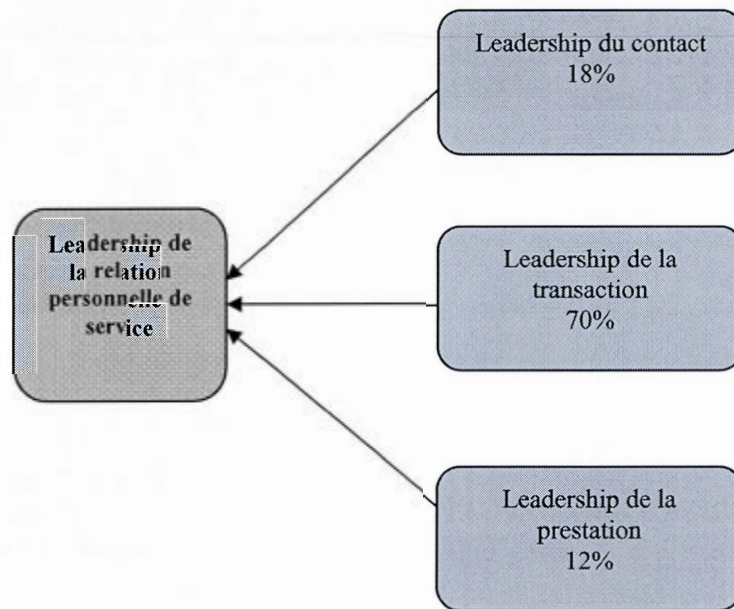 Leadership du contact
18%
Leadership de
la relation
personnelle de
service
Leadership de la
transaction
70%
Leadership de la
prestation
12%